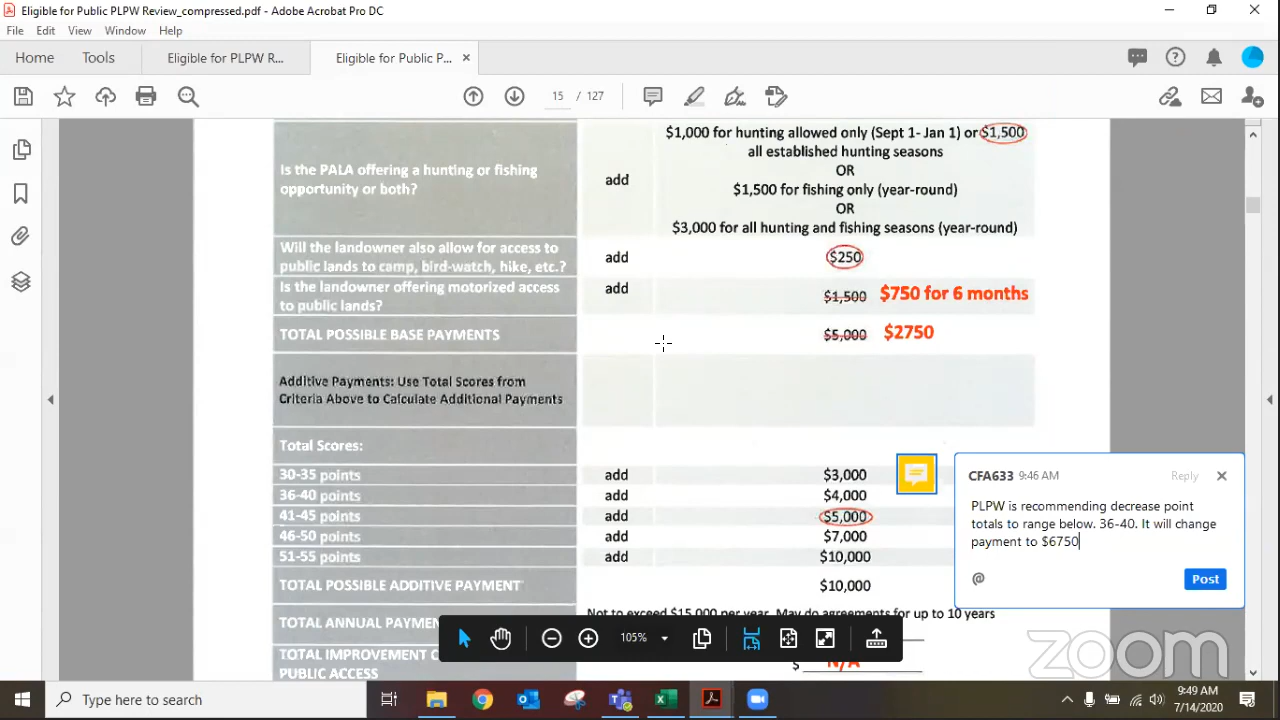 Eligible for Public PLPW Review_compressed.pdf - Adobe Acrobat Pro DC
File Edit View Window Help
Home Tools Eligible for PLPW R... Eligible for Public P... ×
15 / 127
$1,000 for hunting allowed only (Sept 1- Jan 1) or $1,500
all established hunting seasons
Is the PALA offering a hunting or fishing
opportunity or both?
add
OR
$1,500 for fishing only (year-round)
OR
$3,000 for all hunting and fishing seasons (year-round)
Will the landowner also allow for access to
public lands to camp, bird-watch, hike, etc.?
add $250
Is the landowner offering motorized access
to public lands?
add $1,500 $750 for 6 months
TOTAL POSSIBLE BASE PAYMENTS $5,000 $2750
Additive Payments: Use Total Scores from
Criteria Above to Calculate Additional Payments
Total Scores:
30-35 points add $3,000
36-40 points add $4,000
41-45 points add $5,000
46-50 points add $7,000
51-55 points add $10,000
TOTAL POSSIBLE ADDITIVE PAYMENT $10,000
Not to exceed $15,000 per year. May do agreements for up to 10 years
TOTAL ANNUAL PAYMEN
TOTAL IMPROVEMENT C
PUBLIC ACCESS
$ N/A
CFA633 9:46 AM Reply
PLPW is recommending decrease point
totals to range below. 36-40. It will change
payment to $6750
@ Post
105%
zoom
Type here to search
9:49 AM
7/14/2020